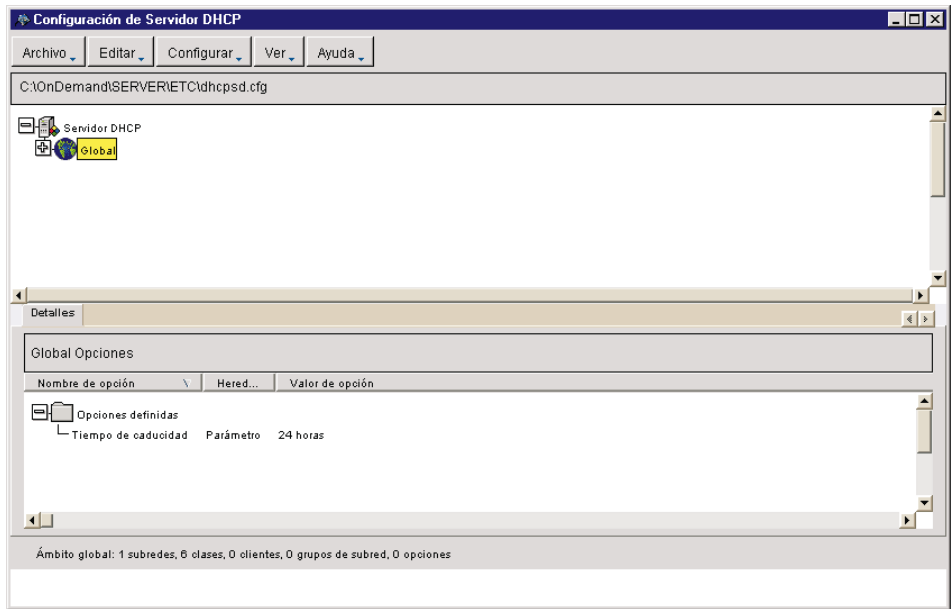 Configuración de Servidor DHCP
Archivo Editar Configurar Ver Ayuda
C:\OnDemand\SERVER\ETC\dhcpsd.cfg
Servidor DHCP
Global
Detalles
Global Opciones
Nombre de opción Hered... Valor de opción
Opciones definidas
Tiempo de caducidad Parámetro 24 horas
Ámbito global: 1 subredes, 6 clases, 0 clientes, 0 grupos de subred, 0 opciones